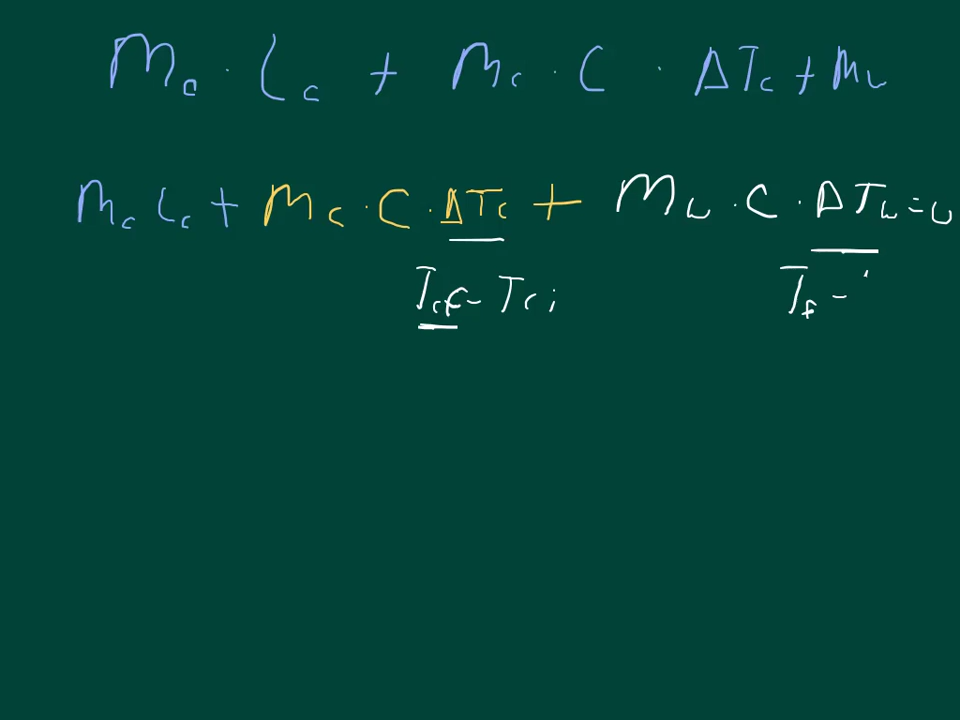 Mc · Lc + Mc · C · ΔTc + Mw
Mc Lc + Mc · C · ΔTc + Mw · C · ΔTw = 0
Tcf - Tci Tf -